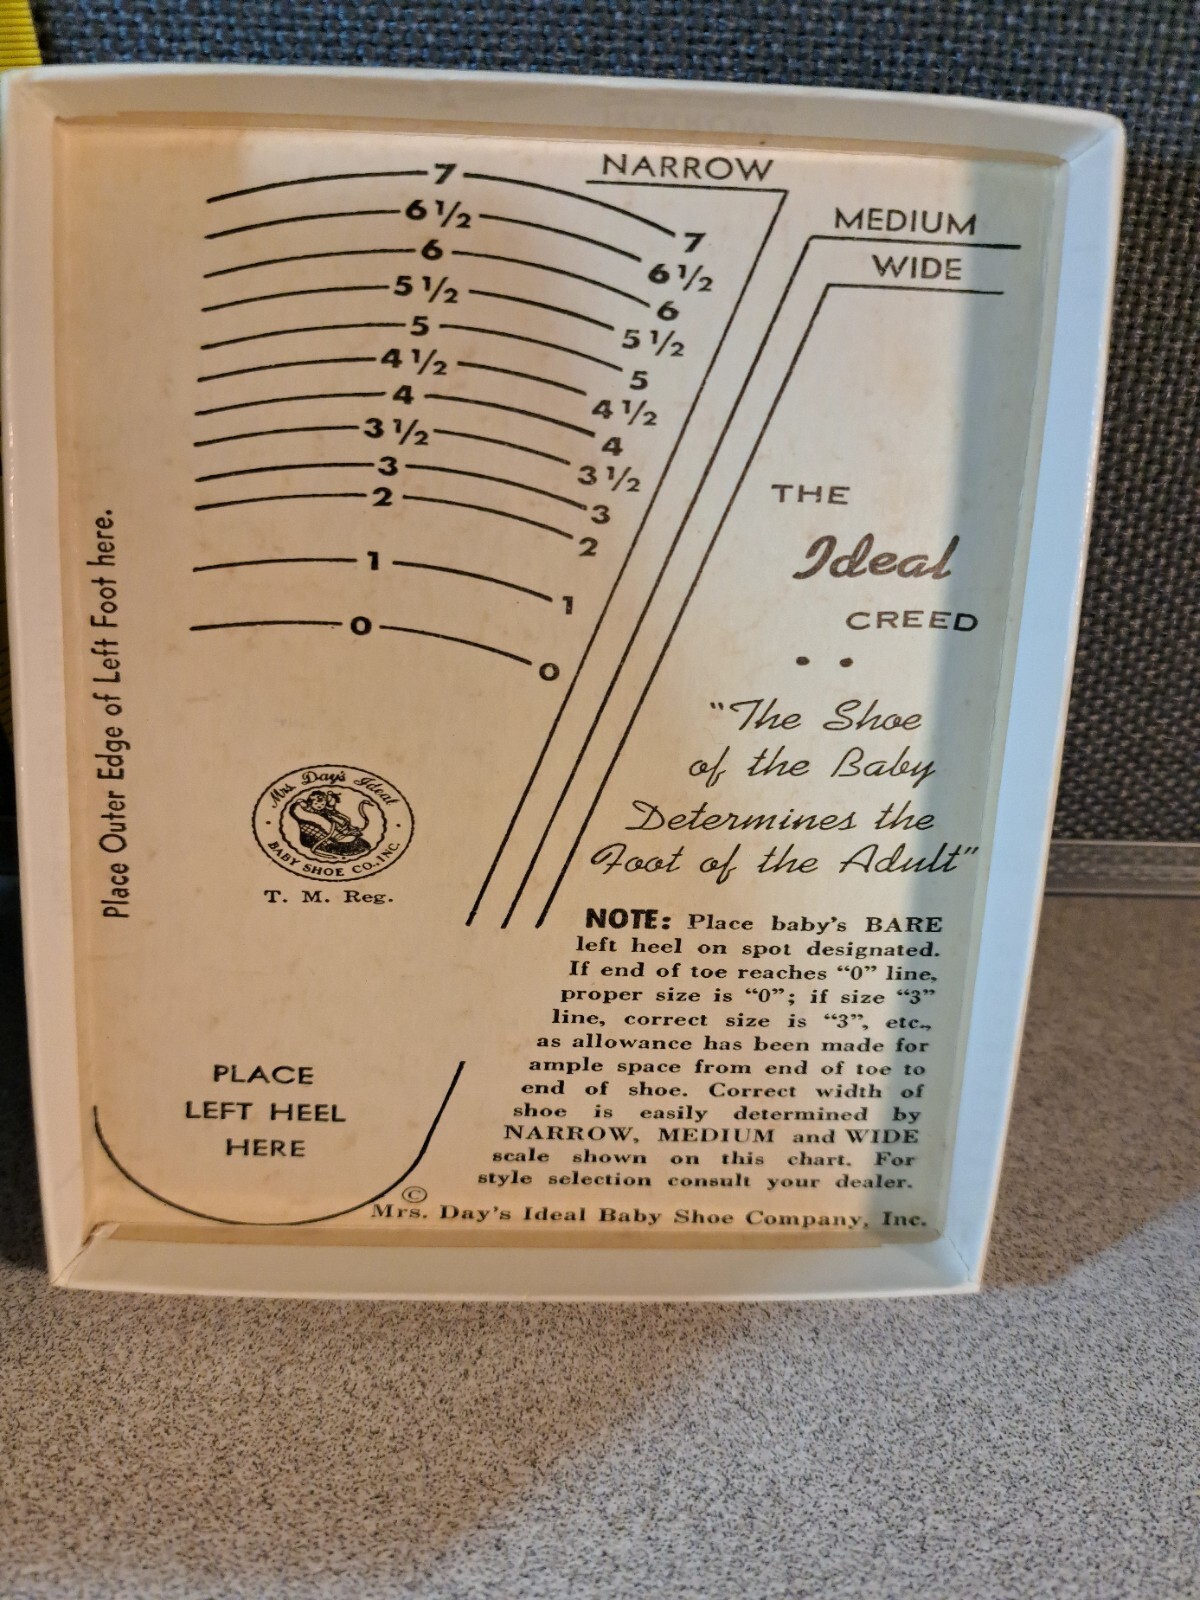 NARROW
MEDIUM
WIDE
7 7
6 1/2 6 1/2
6 6
5 1/2 5 1/2
5 5
4 1/2 4 1/2
4 4
3 1/2 3 1/2
3 3
2 2
1 1
0 0
Place Outer Edge of Left Foot here.
THE
Ideal
CREED
"The Shoe
of the Baby
Determines the
Foot of the Adult"
Mrs. Day's Ideal
BABY SHOE CO., INC.
T. M. Reg.
PLACE
LEFT HEEL
HERE
NOTE: Place baby's BARE
left heel on spot designated.
If end of toe reaches "0" line,
proper size is "0"; if size "3"
line, correct size is "3", etc.,
as allowance has been made for
ample space from end of toe to
end of shoe. Correct width of
shoe is easily determined by
NARROW, MEDIUM and WIDE
scale shown on this chart. For
style selection consult your dealer.
© Mrs. Day's Ideal Baby Shoe Company, Inc.